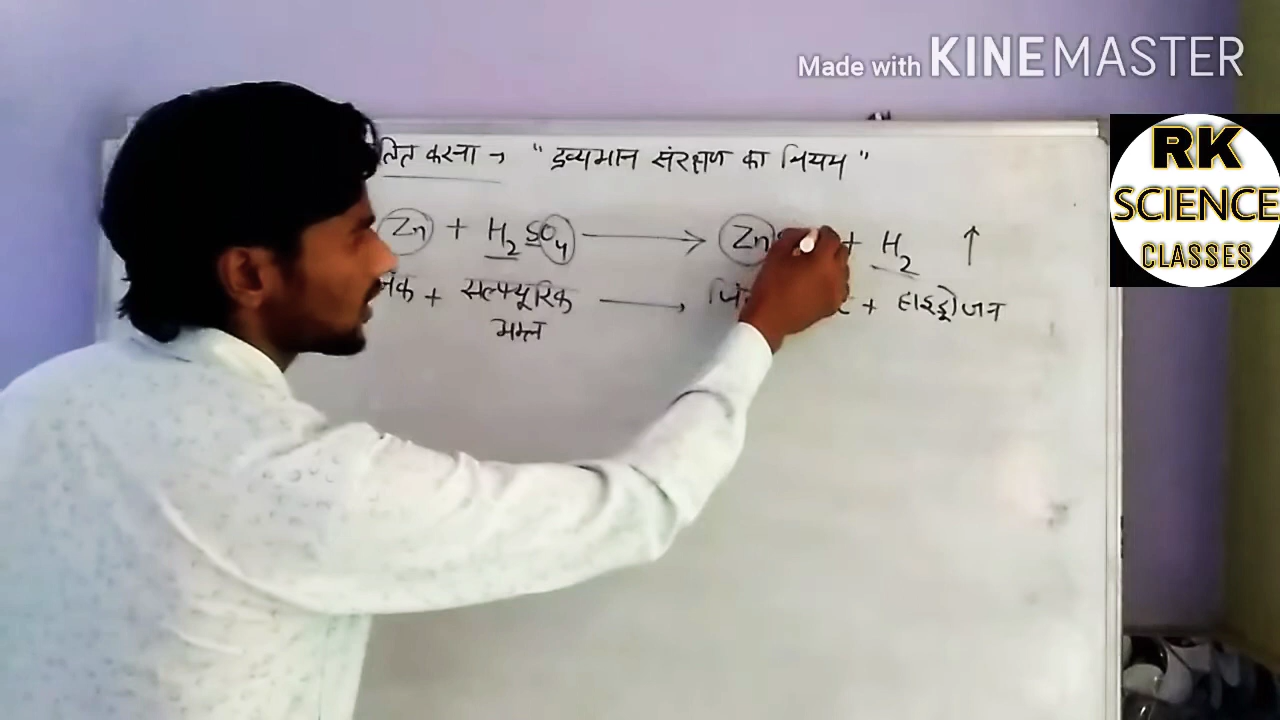 Made with KINEMASTER
RK
SCIENCE
CLASSES
करना → " द्रव्यमान संरक्षण का नियम "
Zn + H₂SO₄ → Zn + H₂ ↑
+ सल्फ्यूरिक → + हाइड्रोजन
अम्ल